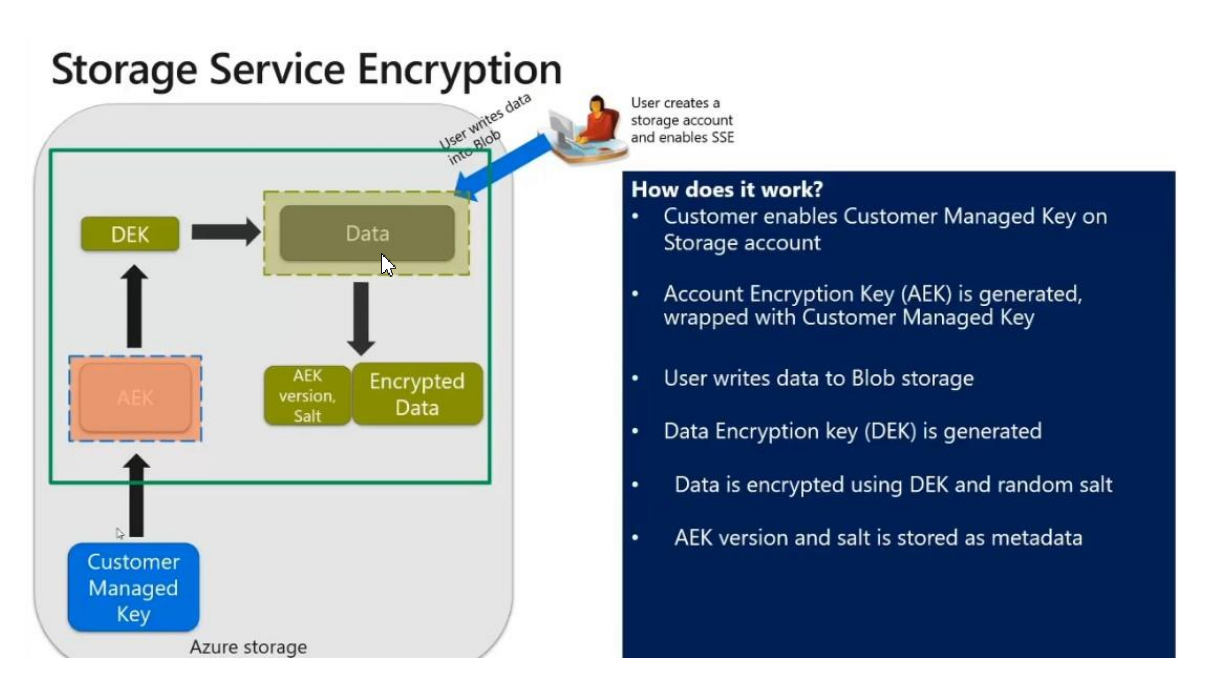 Storage Service Encryption
User writes data
into Blob
User creates a
storage account
and enables SSE
DEK
Data
AEK
AEK
version,
Salt
Encrypted
Data
Customer
Managed
Key
Azure storage
How does it work?
• Customer enables Customer Managed Key on
Storage account
• Account Encryption Key (AEK) is generated,
wrapped with Customer Managed Key
• User writes data to Blob storage
• Data Encryption key (DEK) is generated
• Data is encrypted using DEK and random salt
• AEK version and salt is stored as metadata